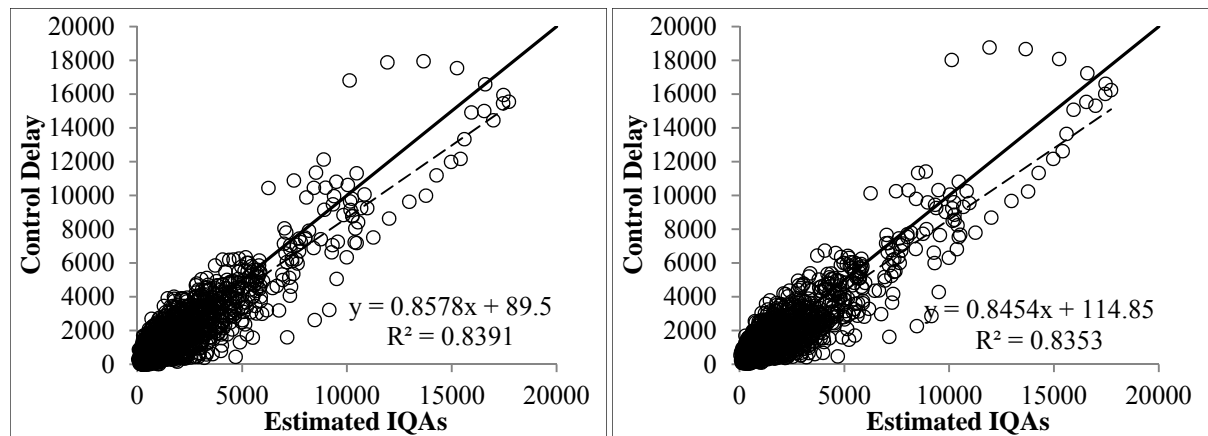 20000
18000
16000
14000
12000
10000
8000
6000
4000
2000
0
Control Delay
y = 0.8578x + 89.5
R² = 0.8391
0 5000 10000 15000 20000
Estimated IQAs
20000
18000
16000
14000
12000
10000
8000
6000
4000
2000
0
Control Delay
y = 0.8454x + 114.85
R² = 0.8353
0 5000 10000 15000 20000
Estimated IQAs